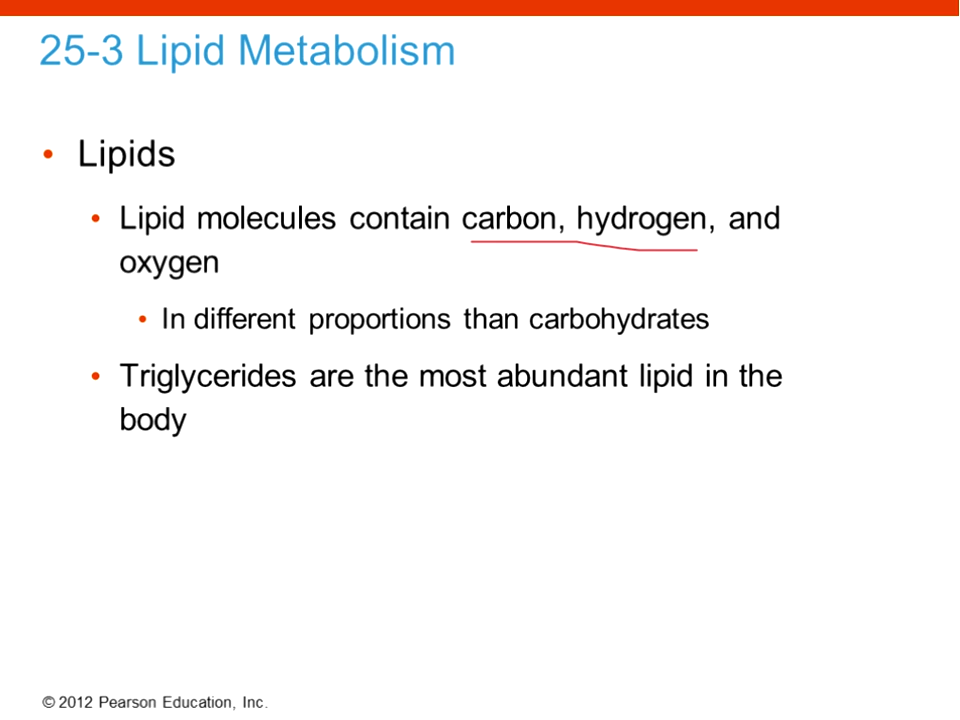 25-3 Lipid Metabolism
• Lipids
• Lipid molecules contain carbon, hydrogen, and
oxygen
• In different proportions than carbohydrates
• Triglycerides are the most abundant lipid in the
body
© 2012 Pearson Education, Inc.